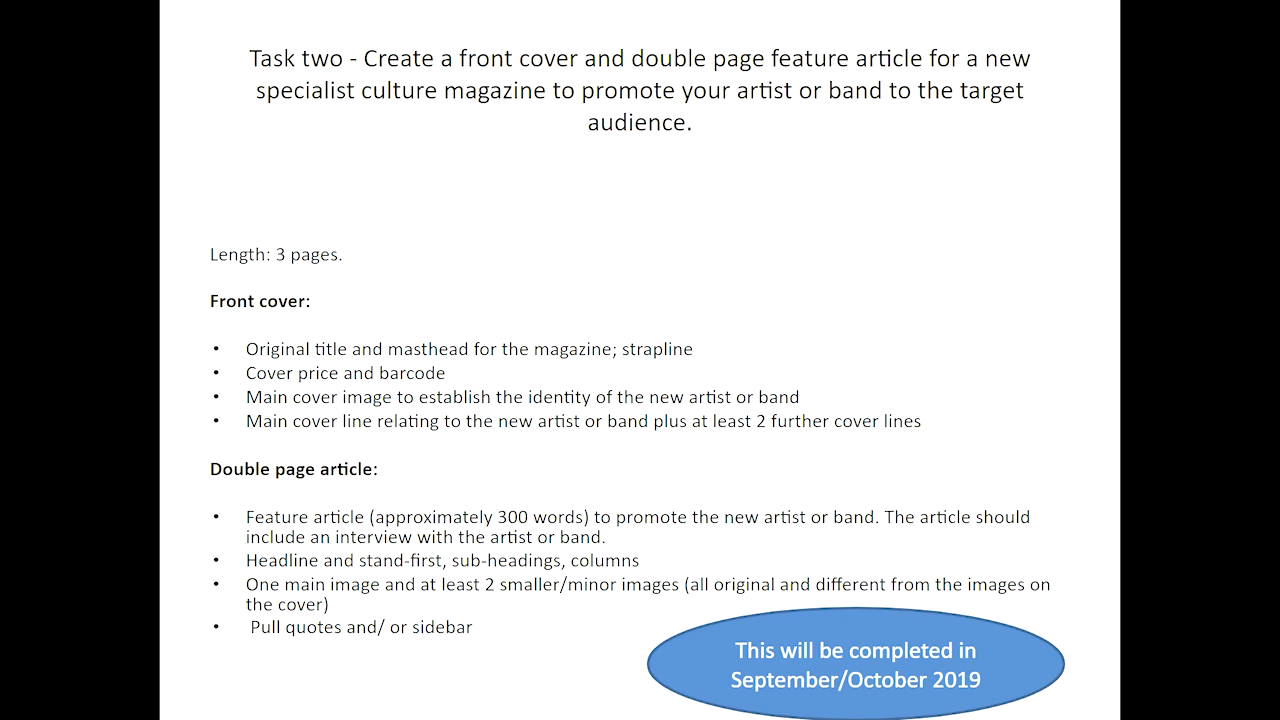 Task two - Create a front cover and double page feature article for a new
specialist culture magazine to promote your artist or band to the target
audience.
Length: 3 pages.
Front cover:
• Original title and masthead for the magazine; strapline
• Cover price and barcode
• Main cover image to establish the identity of the new artist or band
• Main cover line relating to the new artist or band plus at least 2 further cover lines
Double page article:
• Feature article (approximately 300 words) to promote the new artist or band. The article should
include an interview with the artist or band.
• Headline and stand-first, sub-headings, columns
• One main image and at least 2 smaller/minor images (all original and different from the images on
the cover)
• Pull quotes and/ or sidebar
This will be completed in
September/October 2019